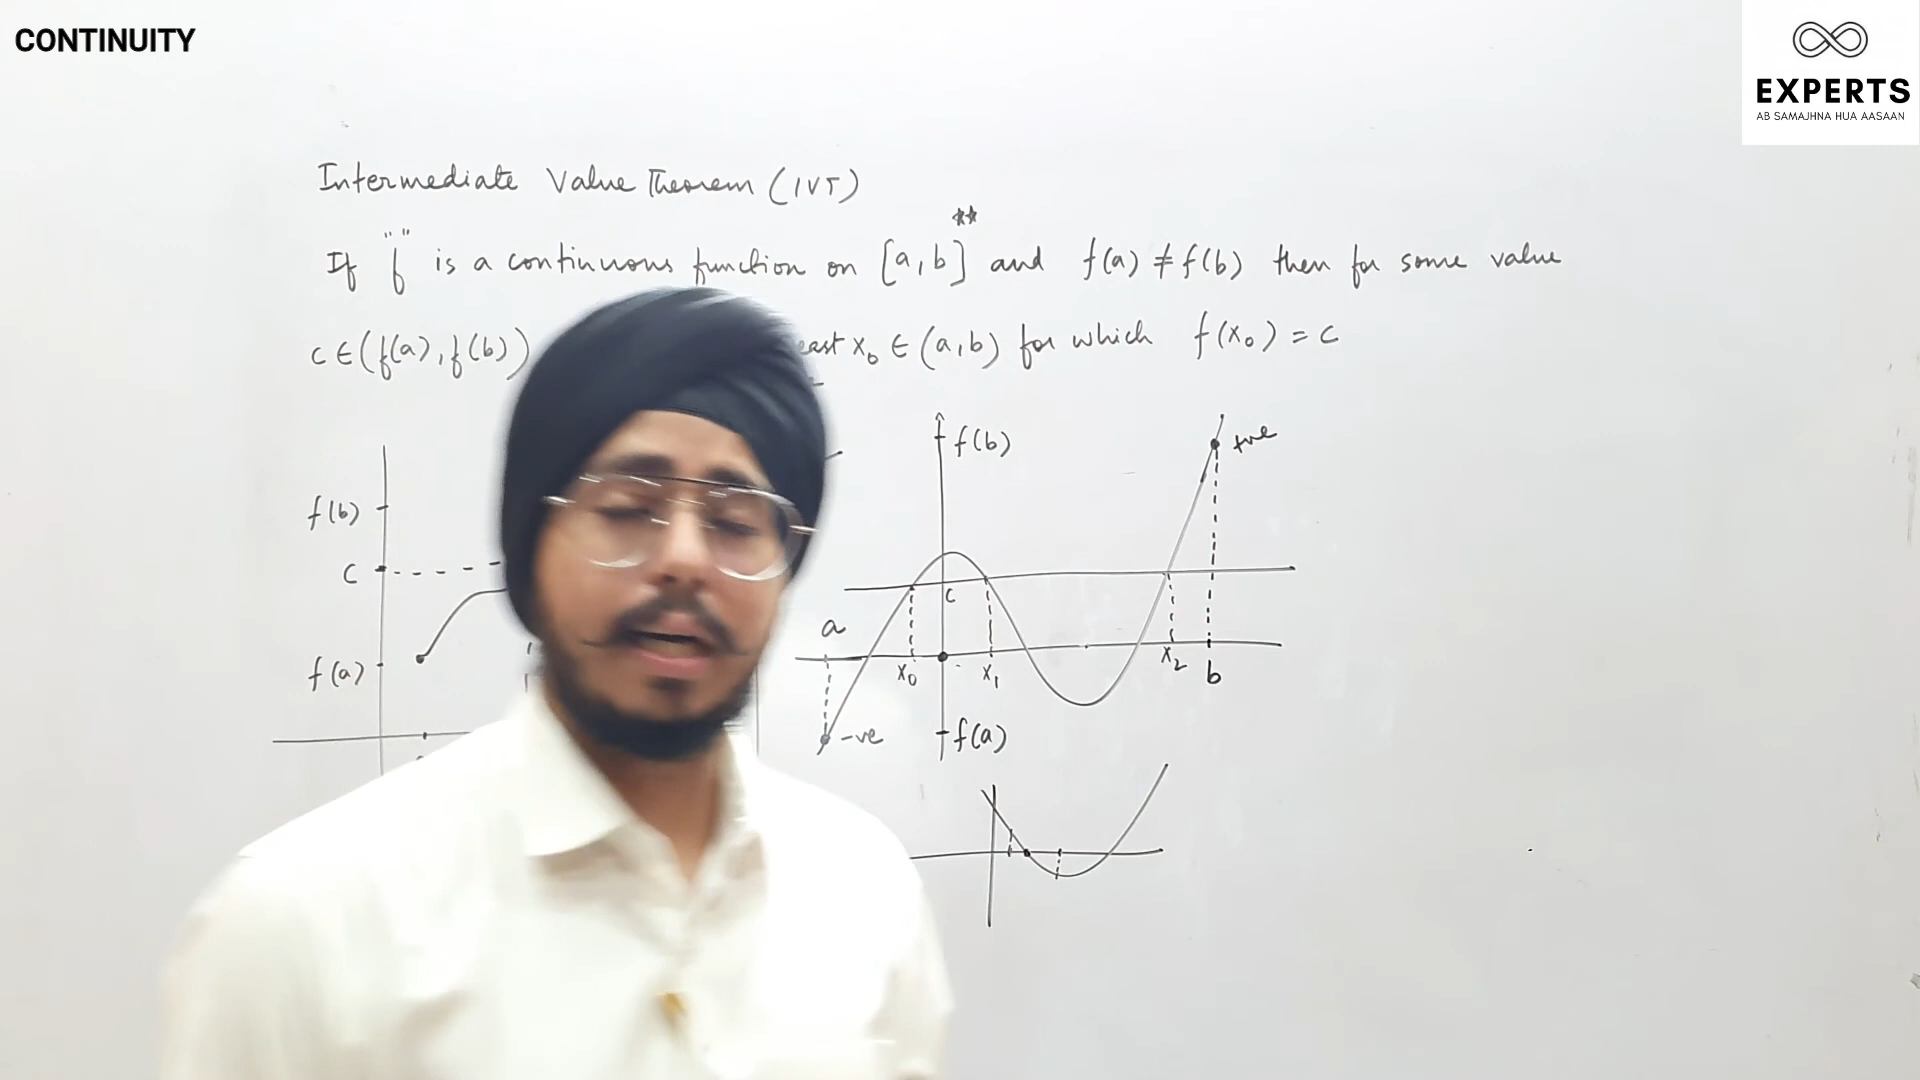 CONTINUITY
EXPERTS
AB SAMAJHNA HUA AASAAN
Intermediate Value Theorem (IVT)
**
If "f" is a continuous function on [a,b] and f(a) ≠ f(b) then for some value
c ∈ (f(a), f(b)) east x₀ ∈ (a,b) for which f(x₀) = c
f(b)
c
f(a)
f(b)
+ve
a
c
x₀
x₁
x₂
b
-ve
f(a)